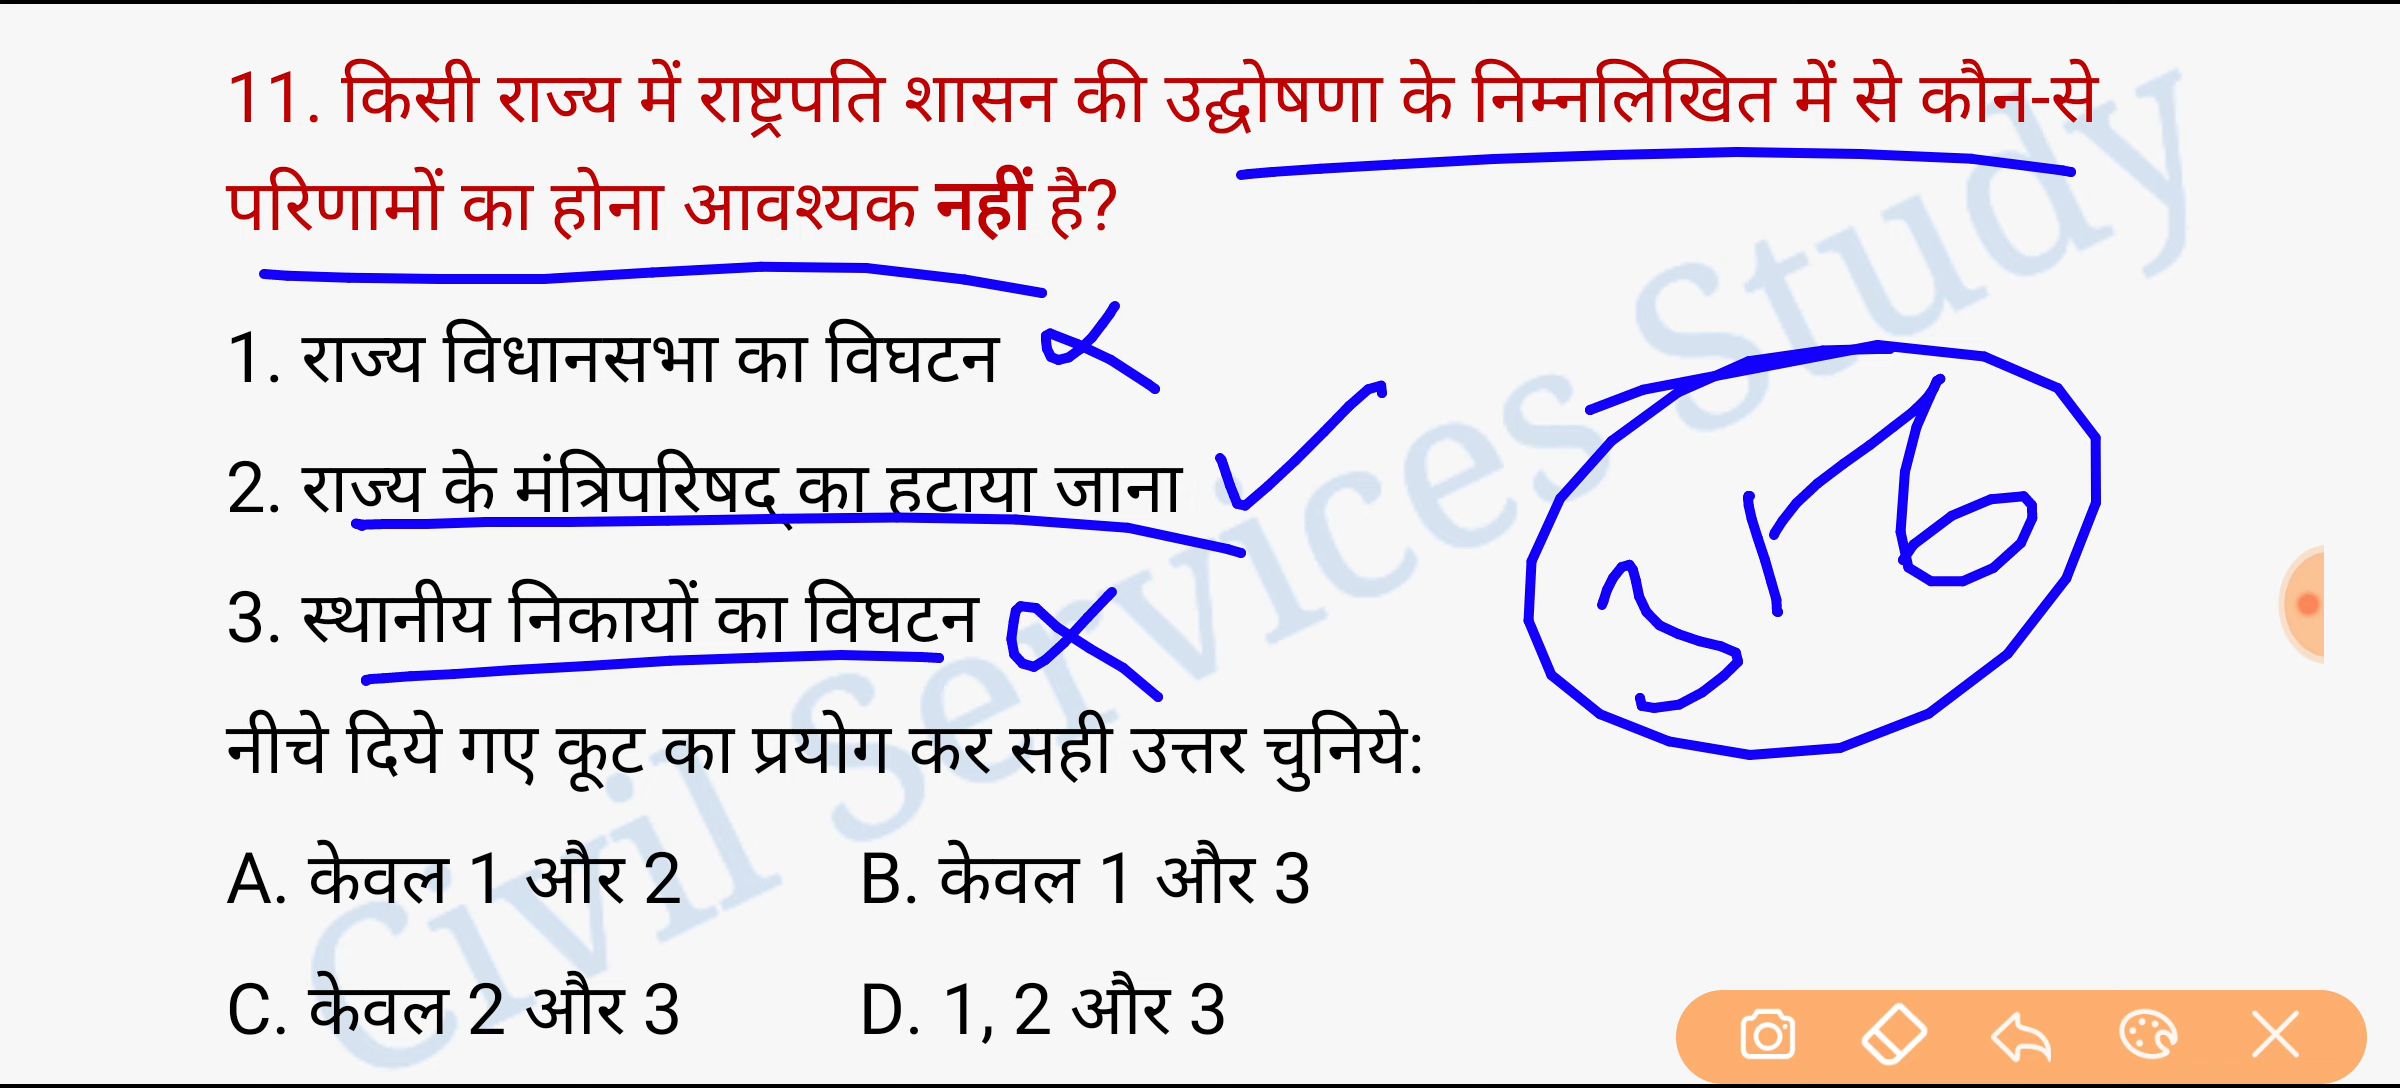 11. किसी राज्य में राष्ट्रपति शासन की उद्घोषणा के निम्नलिखित में से कौन-से
परिणामों का होना आवश्यक नहीं है?
1. राज्य विधानसभा का विघटन
2. राज्य के मंत्रिपरिषद् का हटाया जाना
3. स्थानीय निकायों का विघटन
नीचे दिये गए कूट का प्रयोग कर सही उत्तर चुनिये:
A. केवल 1 और 2 B. केवल 1 और 3
C. केवल 2 और 3 D. 1, 2 और 3
Civil Services Study